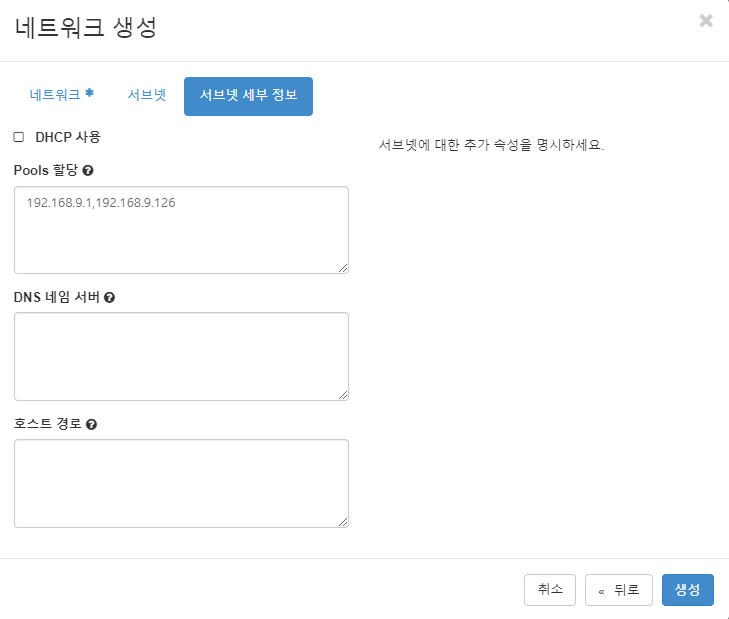 네트워크 생성
×
네트워크 *
서브넷
서브넷 세부 정보
DHCP 사용
서브넷에 대한 추가 속성을 명시하세요.
Pools 할당 ?
192.168.9.1,192.168.9.126
DNS 네임 서버 ?
호스트 경로 ?
취소
« 뒤로
생성